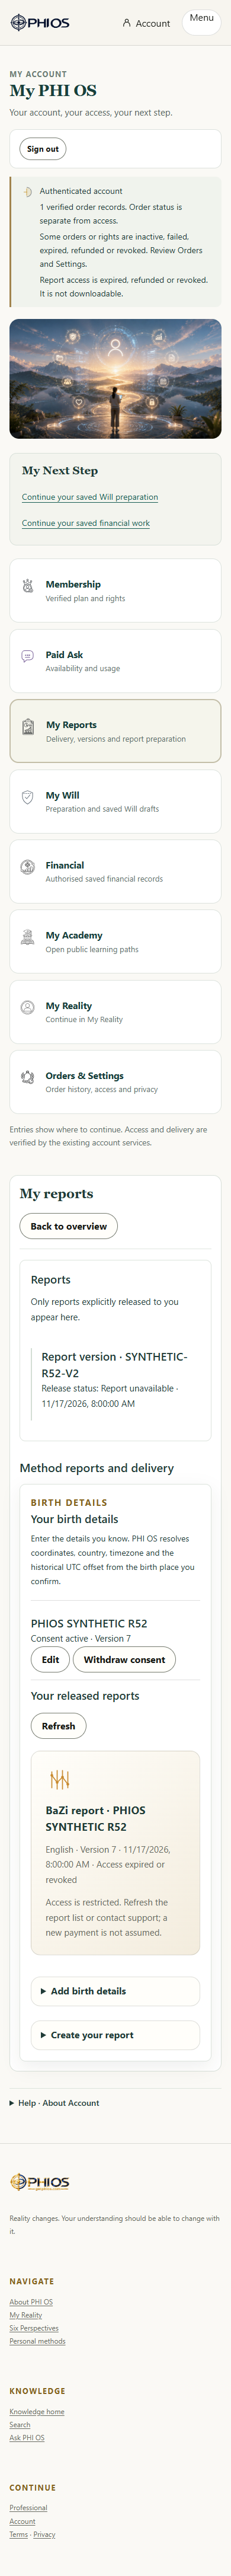 PHIOS
Account
Menu
MY ACCOUNT
My PHI OS
Your account, your access, your next step.
Sign out
Authenticated account
1 verified order records. Order status is
separate from access.
Some orders or rights are inactive, failed,
expired, refunded or revoked. Review Orders
and Settings.
Report access is expired, refunded or revoked.
It is not downloadable.
My Next Step
Continue your saved Will preparation
Continue your saved financial work
Membership
Verified plan and rights
Paid Ask
Availability and usage
My Reports
Delivery, versions and report preparation
My Will
Preparation and saved Will drafts
Financial
Authorised saved financial records
My Academy
Open public learning paths
My Reality
Continue in My Reality
Orders & Settings
Order history, access and privacy
Entries show where to continue. Access and delivery are
verified by the existing account services.
My reports
Back to overview
Reports
Only reports explicitly released to you
appear here.
Report version · SYNTHETIC-
R52-V2
Release status: Report unavailable ·
11/17/2026, 8:00:00 AM
Method reports and delivery
BIRTH DETAILS
Your birth details
Enter the details you know. PHI OS resolves
coordinates, country, timezone and the
historical UTC offset from the birth place you
confirm.
PHIOS SYNTHETIC R52
Consent active · Version 7
Edit
Withdraw consent
Your released reports
Refresh
BaZi report · PHIOS
SYNTHETIC R52
English · Version 7 · 11/17/2026,
8:00:00 AM · Access expired or
revoked
Access is restricted. Refresh the
report list or contact support; a
new payment is not assumed.
Add birth details
Create your report
Help · About Account
PHIOS
Reality changes. Your understanding should be able to change with
it.
NAVIGATE
About PHI OS
My Reality
Six Perspectives
Personal methods
KNOWLEDGE
Knowledge home
Search
Ask PHI OS
CONTINUE
Professional
Account
Terms · Privacy